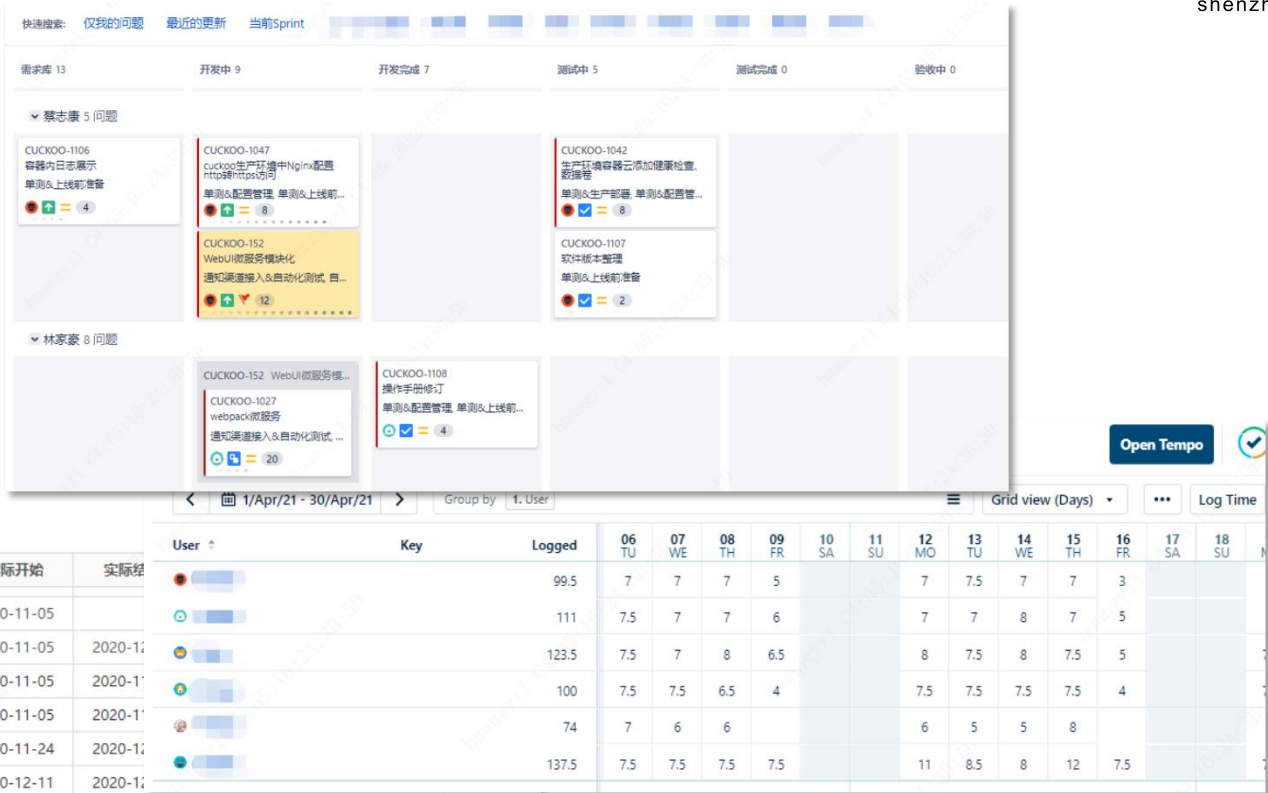 shenzh
快速搜索: 仅我的问题 最近的更新 当前Sprint
需求库 13 开发中 9 开发完成 7 测试中 5 测试完成 0 验收中 0
蔡志康 5 问题
CUCKOO-1106
容器内日志展示
单测&上线前准备
4
CUCKOO-1047
cuckoo生产环境中Nginx配置
http转https访问
单测&配置管理, 单测&上线前...
8
CUCKOO-152
WebUI微服务模块化
通知渠道接入&自动化测试, 自...
12
CUCKOO-1042
生产环境容器云添加健康检查、
数据卷
单测&生产部署, 单测&配置管...
8
CUCKOO-1107
软件版本整理
单测&上线前准备
2
林家豪 8 问题
CUCKOO-152 WebUI微服务模...
CUCKOO-1027
webpack微服务
通知渠道接入&自动化测试, ...
20
CUCKOO-1108
操作手册修订
单测&配置管理, 单测&上线前...
4
Open Tempo
1/Apr/21 - 30/Apr/21 Group by 1. User Grid view (Days) Log Time
User Key Logged 06 07 08 09 10 11 12 13 14 15 16 17 18
TU WE TH FR SA SU MO TU WE TH FR SA SU
99.5 7 7 7 5 7 7.5 7 7 3
111 7.5 7 7 6 7 7 8 7 5
123.5 7.5 7 8 6.5 8 7.5 8 7.5 5
100 7.5 7.5 6.5 4 7.5 7.5 7.5 7.5 4
74 7 6 6 6 5 5 8
137.5 7.5 7.5 7.5 7.5 11 8.5 8 12 7.5
际开始 实际结
0-11-05
0-11-05 2020-12
0-11-05 2020-11
0-11-05 2020-11
0-11-24 2020-12
0-12-11 2020-12